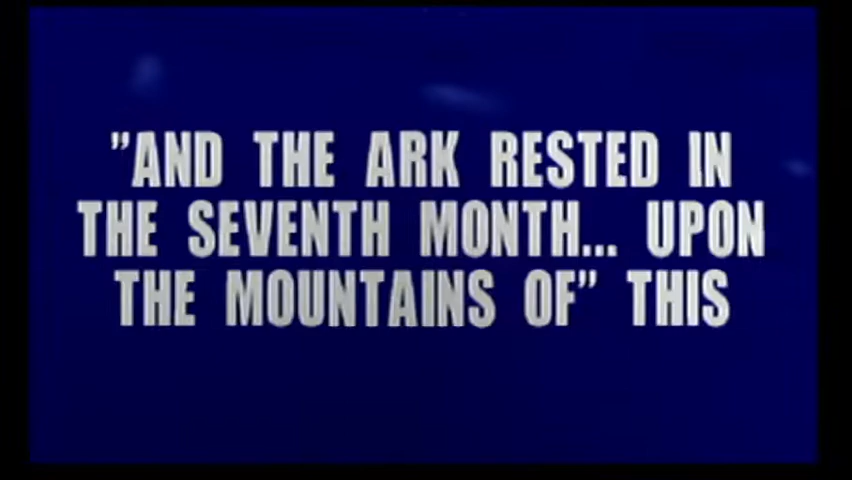 "AND THE ARK RESTED IN
THE SEVENTH MONTH... UPON
THE MOUNTAINS OF" THIS